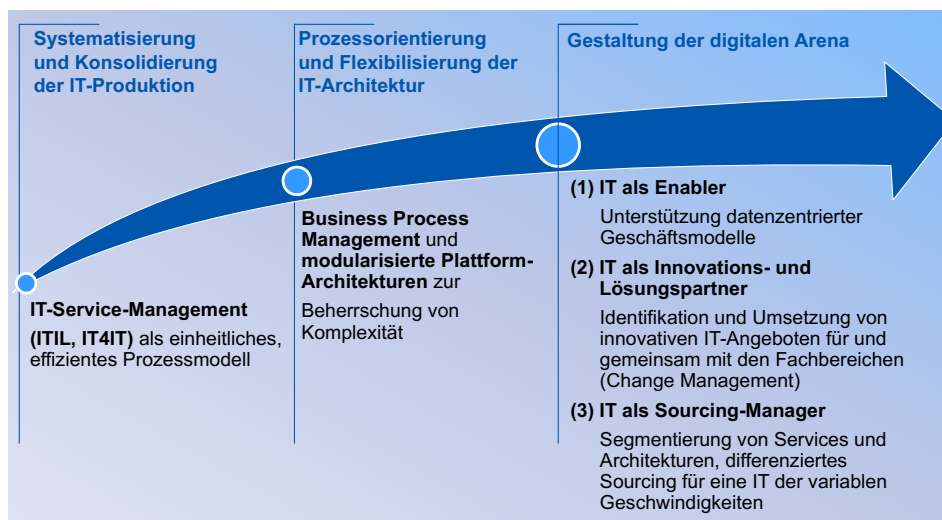 Systematisierung
und Konsolidierung
der IT-Produktion
Prozessorientierung
und Flexibilisierung der
IT-Architektur
Gestaltung der digitalen Arena
IT-Service-Management
(ITIL, IT4IT) als einheitliches,
effizientes Prozessmodell
Business Process
Management und
modularisierte Plattform-
Architekturen zur
Beherrschung von
Komplexität
(1) IT als Enabler
Unterstützung datenzentrierter
Geschäftsmodelle
(2) IT als Innovations- und
Lösungspartner
Identifikation und Umsetzung von
innovativen IT-Angeboten für und
gemeinsam mit den Fachbereichen
(Change Management)
(3) IT als Sourcing-Manager
Segmentierung von Services und
Architekturen, differenziertes
Sourcing für eine IT der variablen
Geschwindigkeiten